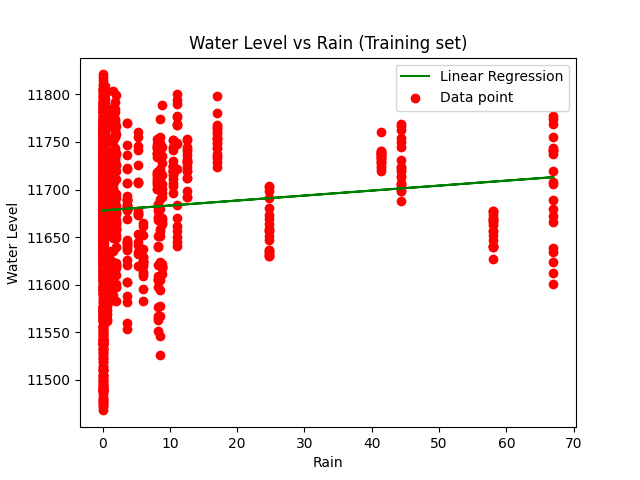 Water Level vs Rain (Training set)
Linear Regression
Data point
Water Level
11800
11750
11700
11650
11600
11550
11500
0 10 20 30 40 50 60 70
Rain